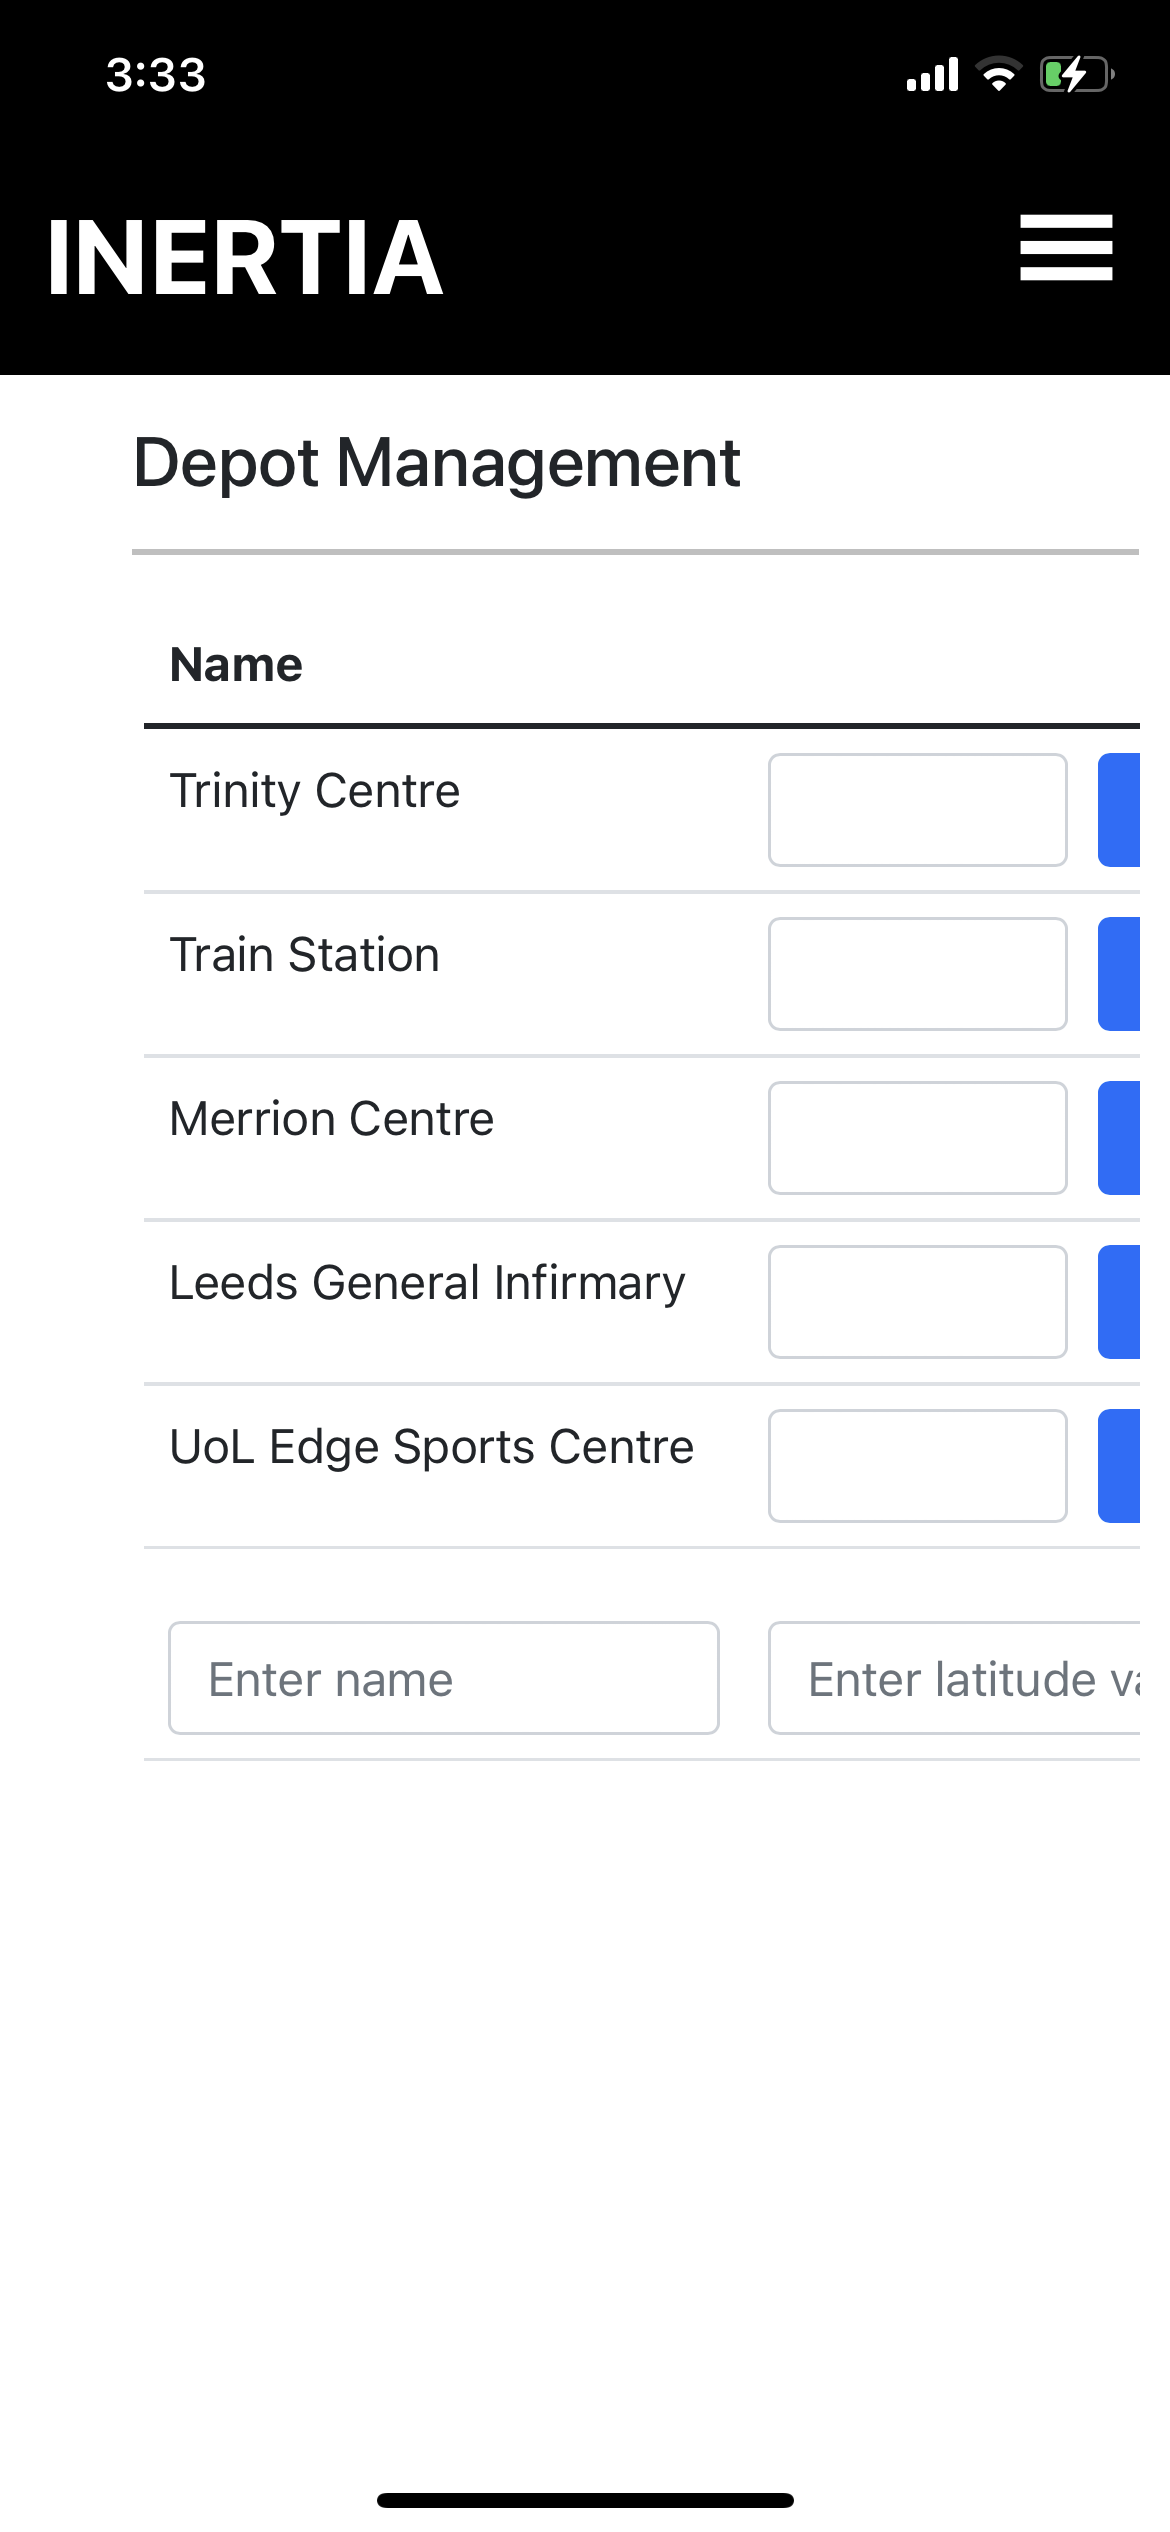 3:33
INERTIA
Depot Management
Name
Trinity Centre
Train Station
Merrion Centre
Leeds General Infirmary
UoL Edge Sports Centre
Enter name
Enter latitude